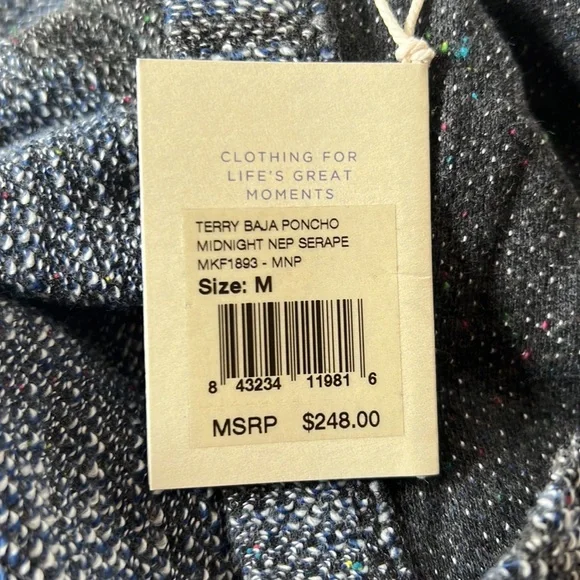 CLOTHING FOR
LIFE'S GREAT
MOMENTS
TERRY BAJA PONCHO
MIDNIGHT NEP SERAPE
MKF1893 - MNP
Size: M
8 43234 11981 6
MSRP $248.00